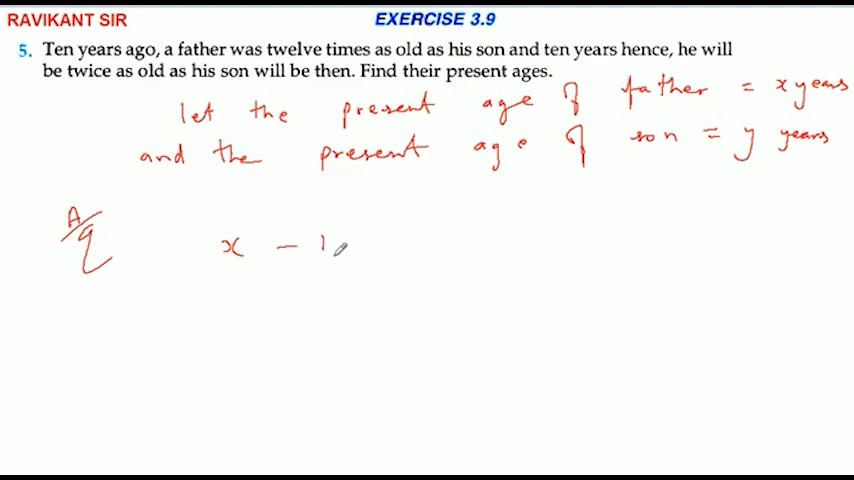 RAVIKANT SIR
EXERCISE 3.9
5. Ten years ago, a father was twelve times as old as his son and ten years hence, he will
be twice as old as his son will be then. Find their present ages.
let the present age of father = x years
and the present age of son = y years
A/q x - 1